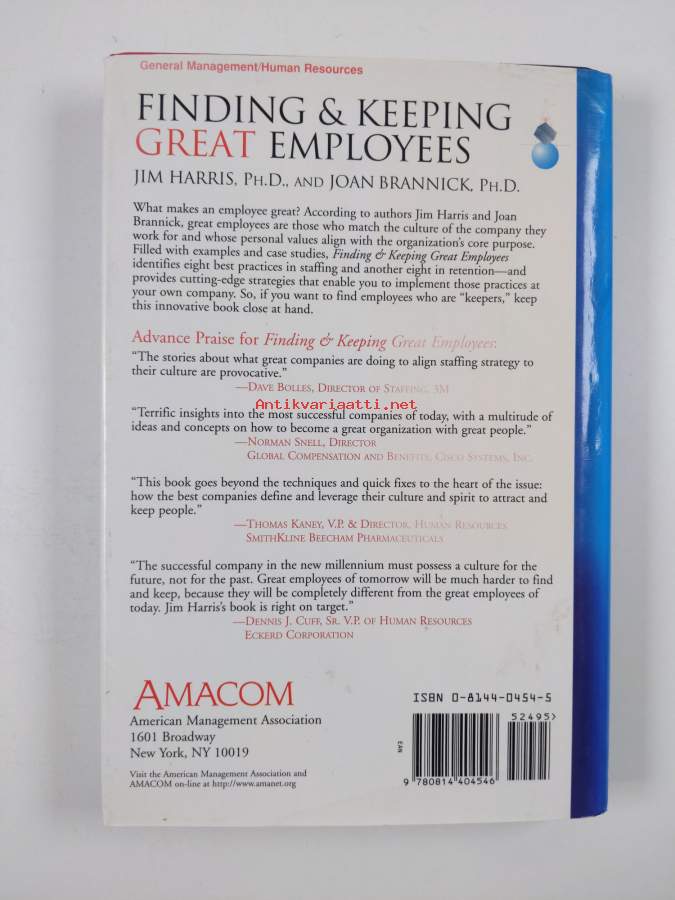 General Management/Human Resources
FINDING & KEEPING
GREAT EMPLOYEES
JIM HARRIS, PH.D., AND JOAN BRANNICK, PH.D.
What makes an employee great? According to authors Jim Harris and Joan
Brannick, great employees are those who match the culture of the company they
work for and whose personal values align with the organization's core purpose.
Filled with examples and case studies, Finding & Keeping Great Employees
identifies eight best practices in staffing and another eight in retention—and
provides cutting-edge strategies that enable you to implement those practices at
your own company. So, if you want to find employees who are “keepers,” keep
this innovative book close at hand.
Advance Praise for Finding & Keeping Great Employees:
“The stories about what great companies are doing to align staffing strategy to
their culture are provocative.”
—DAVE BOLLES, DIRECTOR OF STAFFING, 3M
Antikvariaatti.net
“Terrific insights into the most successful companies of today, with a multitude of
ideas and concepts on how to become a great organization with great people.”
—NORMAN SNELL, DIRECTOR
GLOBAL COMPENSATION AND BENEFITS, CISCO SYSTEMS, INC.
“This book goes beyond the techniques and quick fixes to the heart of the issue:
how the best companies define and leverage their culture and spirit to attract and
keep people.”
—THOMAS KANEY, V.P. & DIRECTOR, HUMAN RESOURCES
SMITHKLINE BEECHAM PHARMACEUTICALS
“The successful company in the new millennium must possess a culture for the
future, not for the past. Great employees of tomorrow will be much harder to find
and keep, because they will be completely different from the great employees of
today. Jim Harris's book is right on target.”
—DENNIS J. CUFF, SR. V.P. OF HUMAN RESOURCES
ECKERD CORPORATION
AMACOM
American Management Association
1601 Broadway
New York, NY 10019
Visit the American Management Association and
AMACOM on-line at http://www.amanet.org
ISBN 0-8144-0454-5
52495>
EAN
9 780814 404546